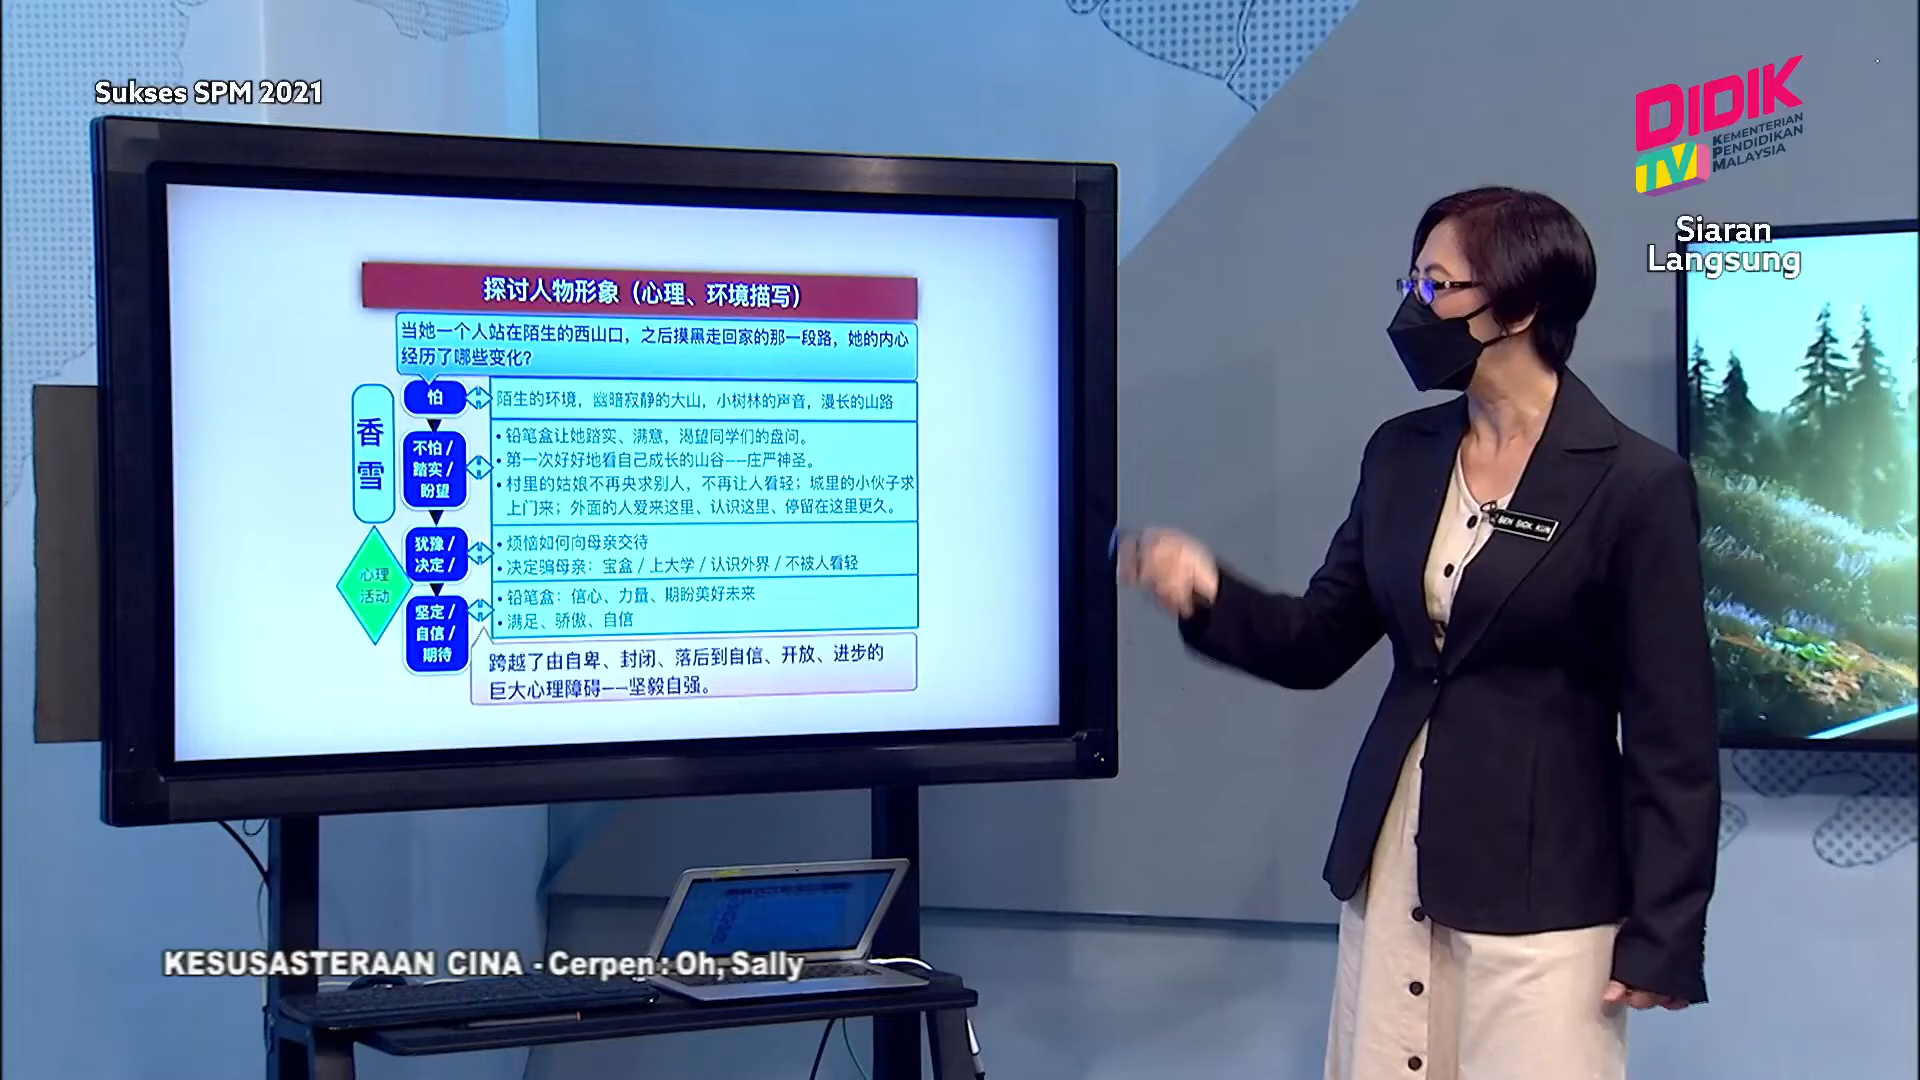 Sukses SPM 2021
DIDIK
TV
KEMENTERIAN
PENDIDIKAN
MALAYSIA
Siaran
Langsung
探讨人物形象（心理、环境描写）
当她一个人站在陌生的西山口，之后摸黑走回家的那一段路，她的内心
经历了哪些变化？
香
雪
心理
活动
怕
陌生的环境，幽暗寂静的大山，小树林的声音，漫长的山路
不怕 /
踏实 /
盼望
• 铅笔盒让她踏实、满意，渴望同学们的盘问。
• 第一次好好地看自己成长的山谷——庄严神圣。
• 村里的姑娘不再央求别人，不再让人看轻；城里的小伙子求
上门来；外面的人爱来这里、认识这里、停留在这里更久。
犹豫 /
决定 /
• 烦恼如何向母亲交待
• 决定骗母亲：宝盒 / 上大学 / 认识外界 / 不被人看轻
坚定 /
自信 /
期待
• 铅笔盒：信心、力量、期盼美好未来
• 满足、骄傲、自信
跨越了由自卑、封闭、落后到自信、开放、进步的
巨大心理障碍——坚毅自强。
KESUSASTERAAN CINA - Cerpen : Oh, Sally